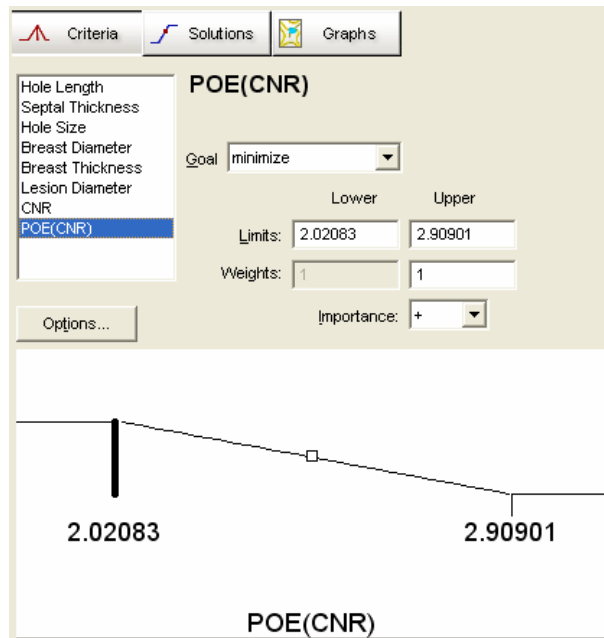 Criteria Solutions Graphs
Hole Length
Septal Thickness
Hole Size
Breast Diameter
Breast Thickness
Lesion Diameter
CNR
POE(CNR)
POE(CNR)
Goal minimize
Lower Upper
Limits: 2.02083 2.90901
Weights: 1 1
Importance: +
Options...
2.02083 2.90901
POE(CNR)